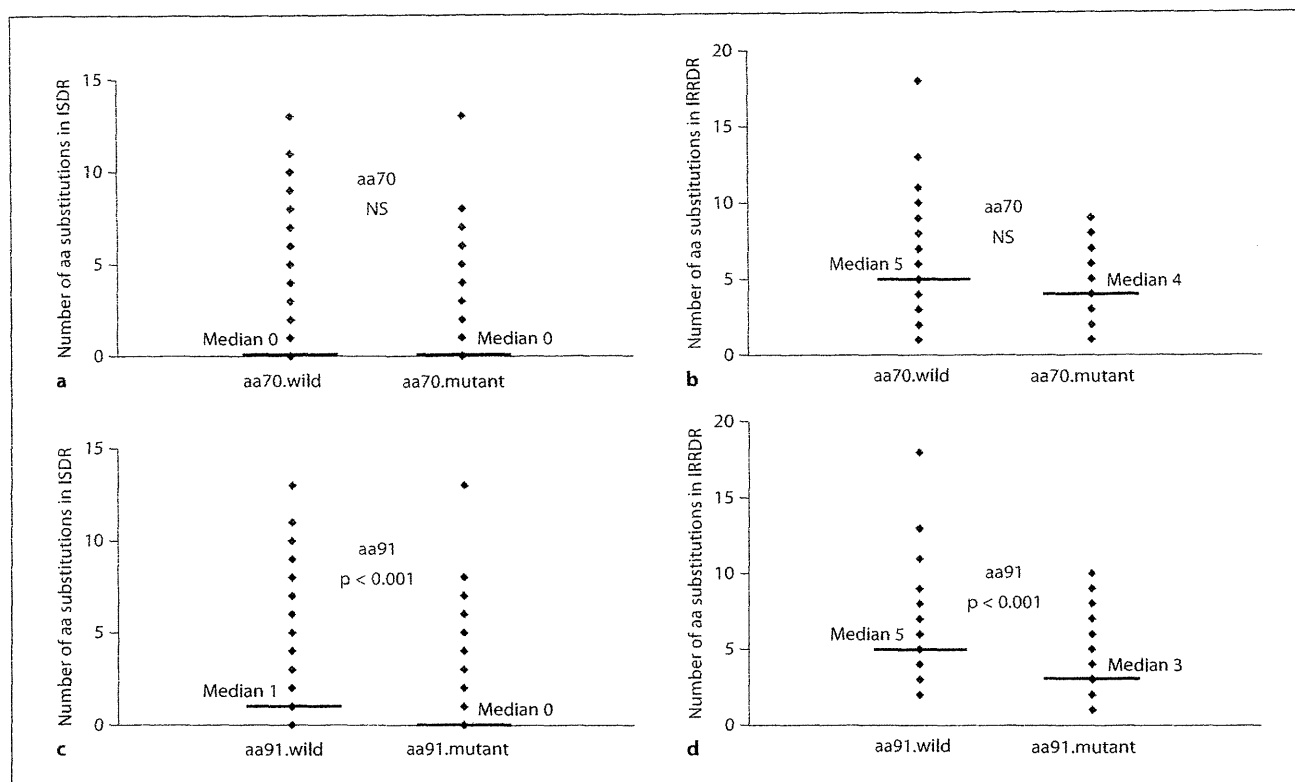 Number of aa substitutions in ISDR
15
10
5
0
aa70
NS
Median 0
Median 0
aa70.wild
aa70.mutant
a
Number of aa substitutions in IRRDR
20
15
10
5
0
aa70
NS
Median 5
Median 4
aa70.wild
aa70.mutant
b
Number of aa substitutions in ISDR
15
10
5
0
aa91
p < 0.001
Median 1
Median 0
aa91.wild
aa91.mutant
c
Number of aa substitutions in IRRDR
20
15
10
5
0
aa91
p < 0.001
Median 5
Median 3
aa91.wild
aa91.mutant
d